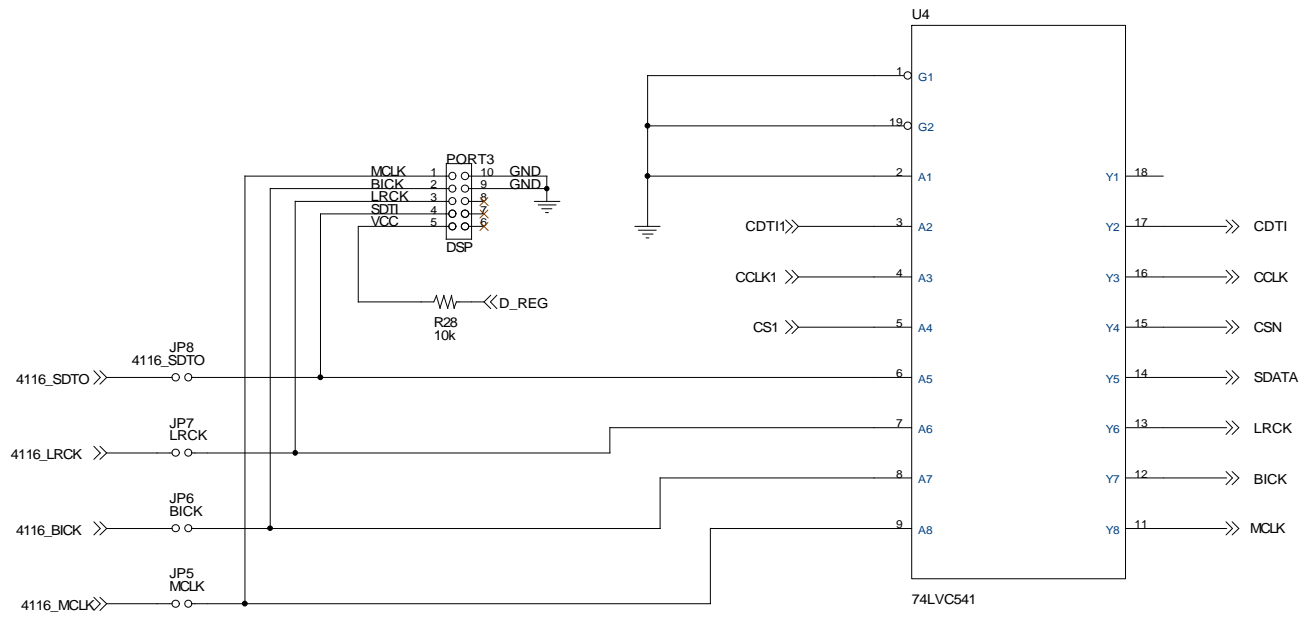 U4
1 G1
19 G2
PORT3
MCLK 1 10 GND
BICK 2 9 GND
LRCK 3 8
SDTI 4 7
VCC 5 6
DSP
2 A1 Y1 18
CDTI1 3 A2 Y2 17 CDTI
CCLK1 4 A3 Y3 16 CCLK
D_REG
R28
10k
CS1 5 A4 Y4 15 CSN
JP8
4116_SDTO
4116_SDTO 6 A5 Y5 14 SDATA
JP7
LRCK
7 A6 Y6 13 LRCK
4116_LRCK
8 A7 Y7 12 BICK
JP6
BICK
4116_BICK 9 A8 Y8 11 MCLK
JP5
MCLK
4116_MCLK
74LVC541